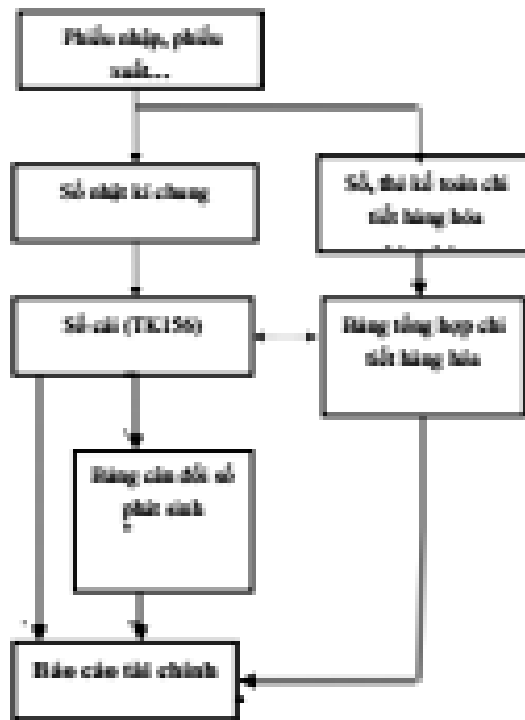 Phiếu nhập, phiếu
xuất…
Sổ nhật kí chung
Sổ, thẻ kế toán chi
tiết hàng hóa
Sổ cái (TK156)
Bảng tổng hợp chi
tiết hàng hóa
Bảng cân đối số
phát sinh
Báo cáo tài chính